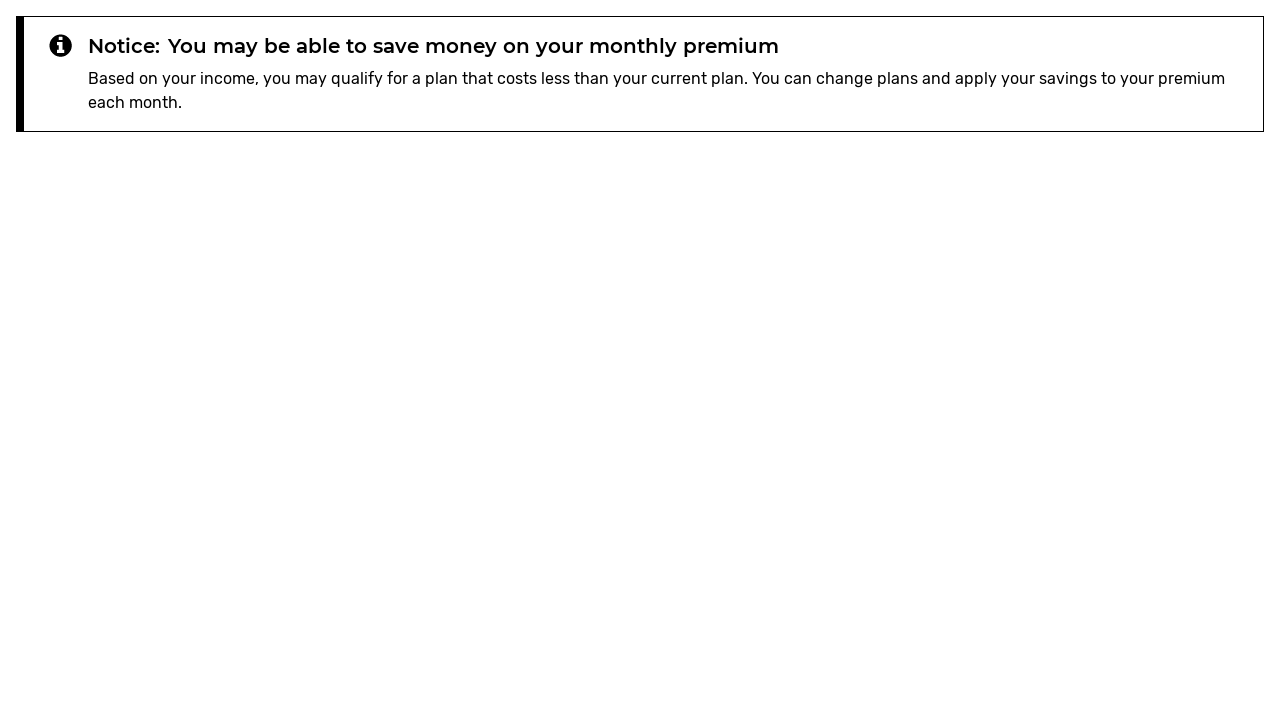 Notice: You may be able to save money on your monthly premium
Based on your income, you may qualify for a plan that costs less than your current plan. You can change plans and apply your savings to your premium
each month.